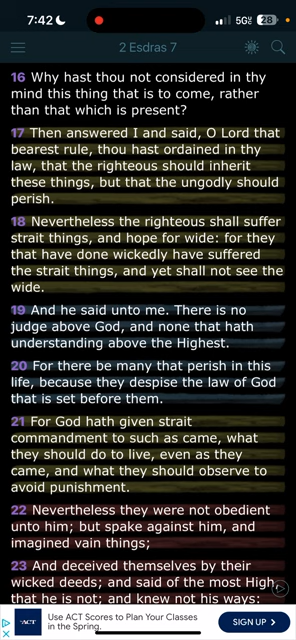 7:42
5G
28
2 Esdras 7
16 Why hast thou not considered in thy
mind this thing that is to come, rather
than that which is present?
17 Then answered I and said, O Lord that
bearest rule, thou hast ordained in thy
law, that the righteous should inherit
these things, but that the ungodly should
perish.
18 Nevertheless the righteous shall suffer
strait things, and hope for wide: for they
that have done wickedly have suffered
the strait things, and yet shall not see the
wide.
19 And he said unto me. There is no
judge above God, and none that hath
understanding above the Highest.
20 For there be many that perish in this
life, because they despise the law of God
that is set before them.
21 For God hath given strait
commandment to such as came, what
they should do to live, even as they
came, and what they should observe to
avoid punishment.
22 Nevertheless they were not obedient
unto him; but spake against him, and
imagined vain things;
23 And deceived themselves by their
wicked deeds; and said of the most High,
that he is not; and knew not his ways:
ACT
Use ACT Scores to Plan Your Classes
in the Spring.
SIGN UP